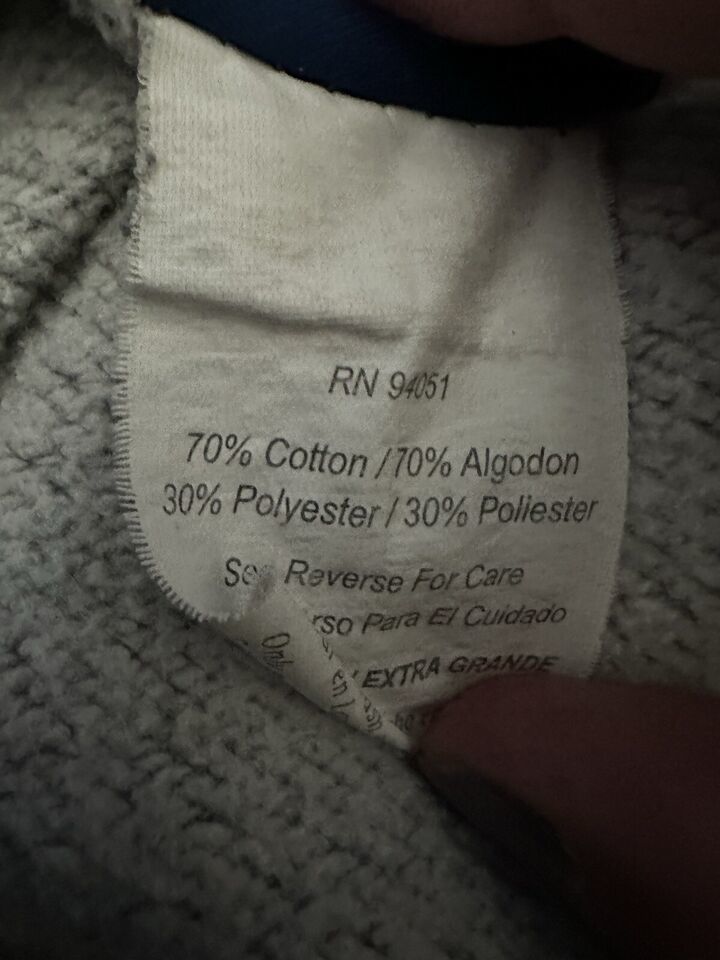 RN 94051
70% Cotton / 70% Algodon
30% Polyester / 30% Poliester
See Reverse For Care
rso Para El Cuidado
EXTRA GRANDE